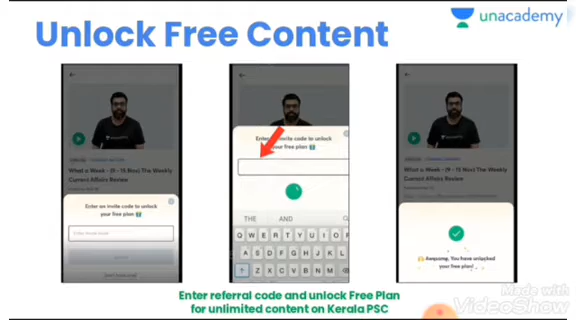 Unlock Free Content
unacademy
What a Week - 29 - 15 Nov| The Weekly
Current Affairs Review
Enter an invite code to unlock
your free plan
Enter an invite code to unlock
your free plan
THE AND
Q W E R T Y U I O P
A S D F G H J K L
Z X C V B N M
What a Week - 29 - 15 Nov| The Weekly
Current Affairs Review
Awesome, You have unlocked
your free plan!
Enter referral code and unlock Free Plan
for unlimited content on Kerala PSC
Made with
VideoShow